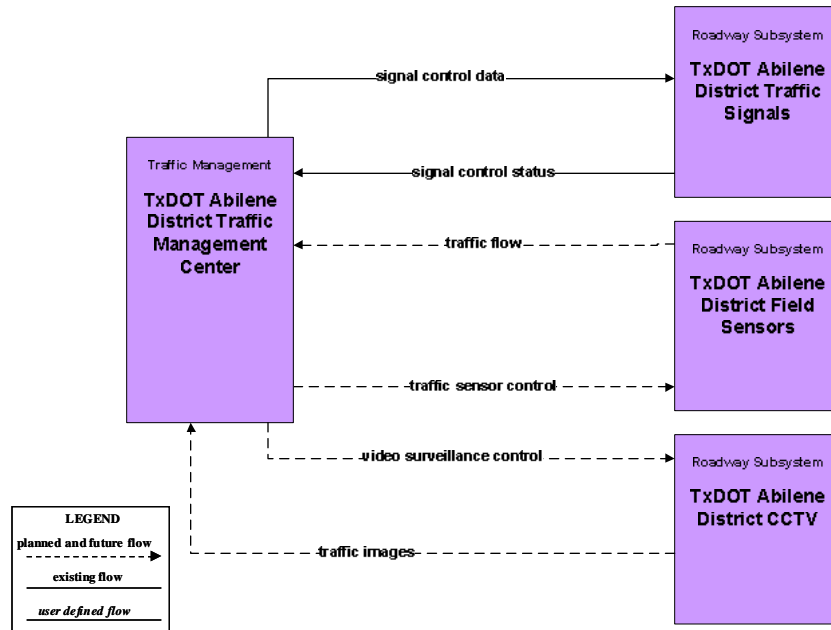 Roadway Subsystem
TxDOT Abilene
District Traffic
Signals
signal control data
signal control status
Traffic Management
TxDOT Abilene
District Traffic
Management
Center
traffic flow
Roadway Subsystem
TxDOT Abilene
District Field
Sensors
traffic sensor control
video surveillance control
Roadway Subsystem
TxDOT Abilene
District CCTV
traffic images
LEGEND
planned and future flow
existing flow
user defined flow